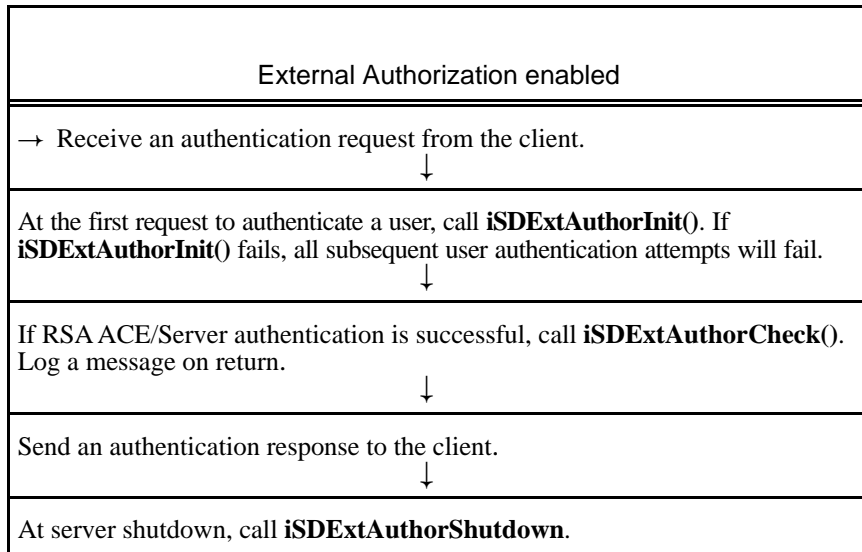 External Authorization enabled
→ Receive an authentication request from the client.
↓
At the first request to authenticate a user, call iSDExtAuthorInit(). If
iSDExtAuthorInit() fails, all subsequent user authentication attempts will fail.
↓
If RSA ACE/Server authentication is successful, call iSDExtAuthorCheck().
Log a message on return.
↓
Send an authentication response to the client.
↓
At server shutdown, call iSDExtAuthorShutdown.